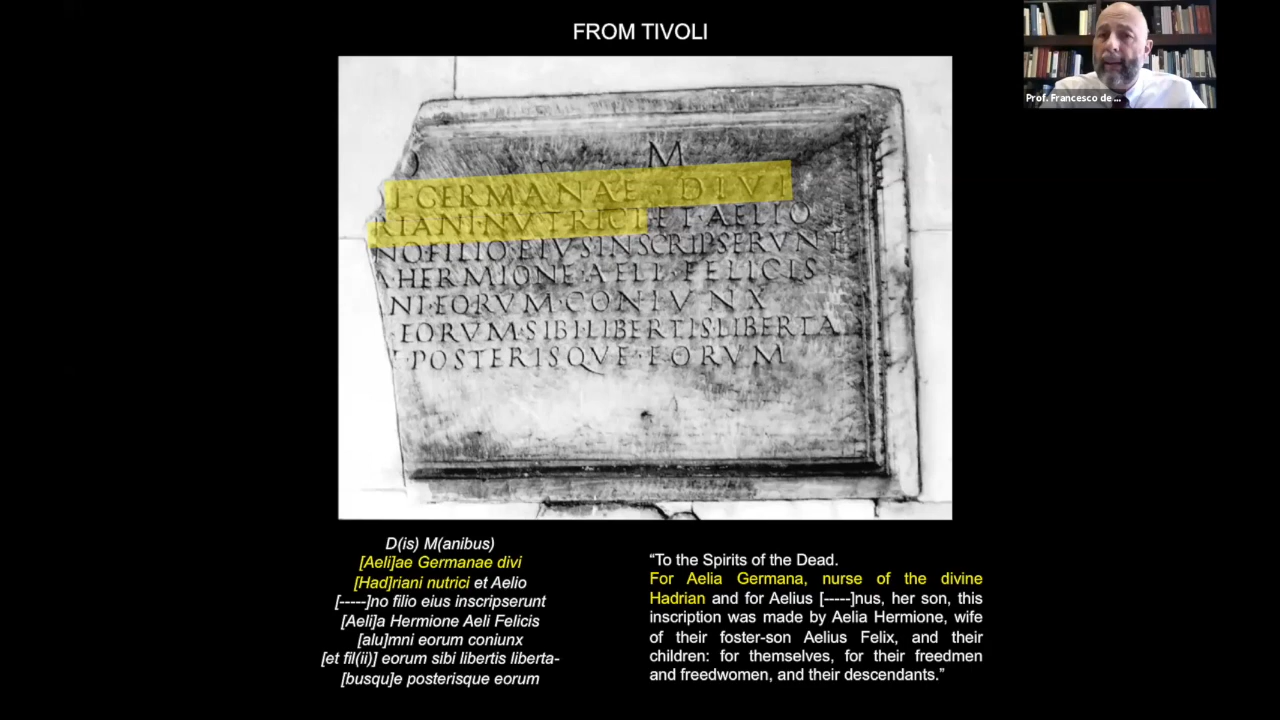 FROM TIVOLI
Prof. Francesco de ...
M
I·GERMANAE·DIVI
RIANI·NVTRICI ET·AELIO
NOFILIO·EIVSINSCRIPSERVNT
A·HERMIONE·AELI·FELICIS
NI·EORVM·CONIVNX
EORVM·SIBI·LIBERTIS·LIBERTA
POSTERISQVE·EORVM
D(is) M(anibus)
[Aeli]ae Germanae divi
[Had]riani nutrici et Aelio
[-----]no filio eius inscripserunt
[Aeli]a Hermione Aeli Felicis
[alu]mni eorum coniunx
[et fil(ii)] eorum sibi libertis liberta-
[busqu]e posterisque eorum
“To the Spirits of the Dead.
For Aelia Germana, nurse of the divine
Hadrian and for Aelius [-----]nus, her son, this
inscription was made by Aelia Hermione, wife
of their foster-son Aelius Felix, and their
children: for themselves, for their freedmen
and freedwomen, and their descendants.”